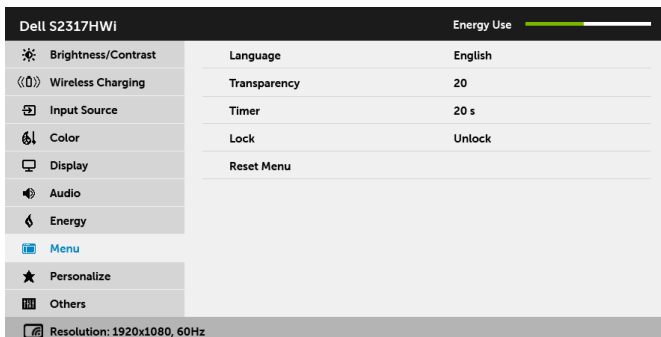 Dell S2317HWi Energy Use
Brightness/Contrast Language English
Wireless Charging Transparency 20
Input Source Timer 20 s
Color Lock Unlock
Display Reset Menu
Audio
Energy
Menu
Personalize
Others
Resolution: 1920x1080, 60Hz